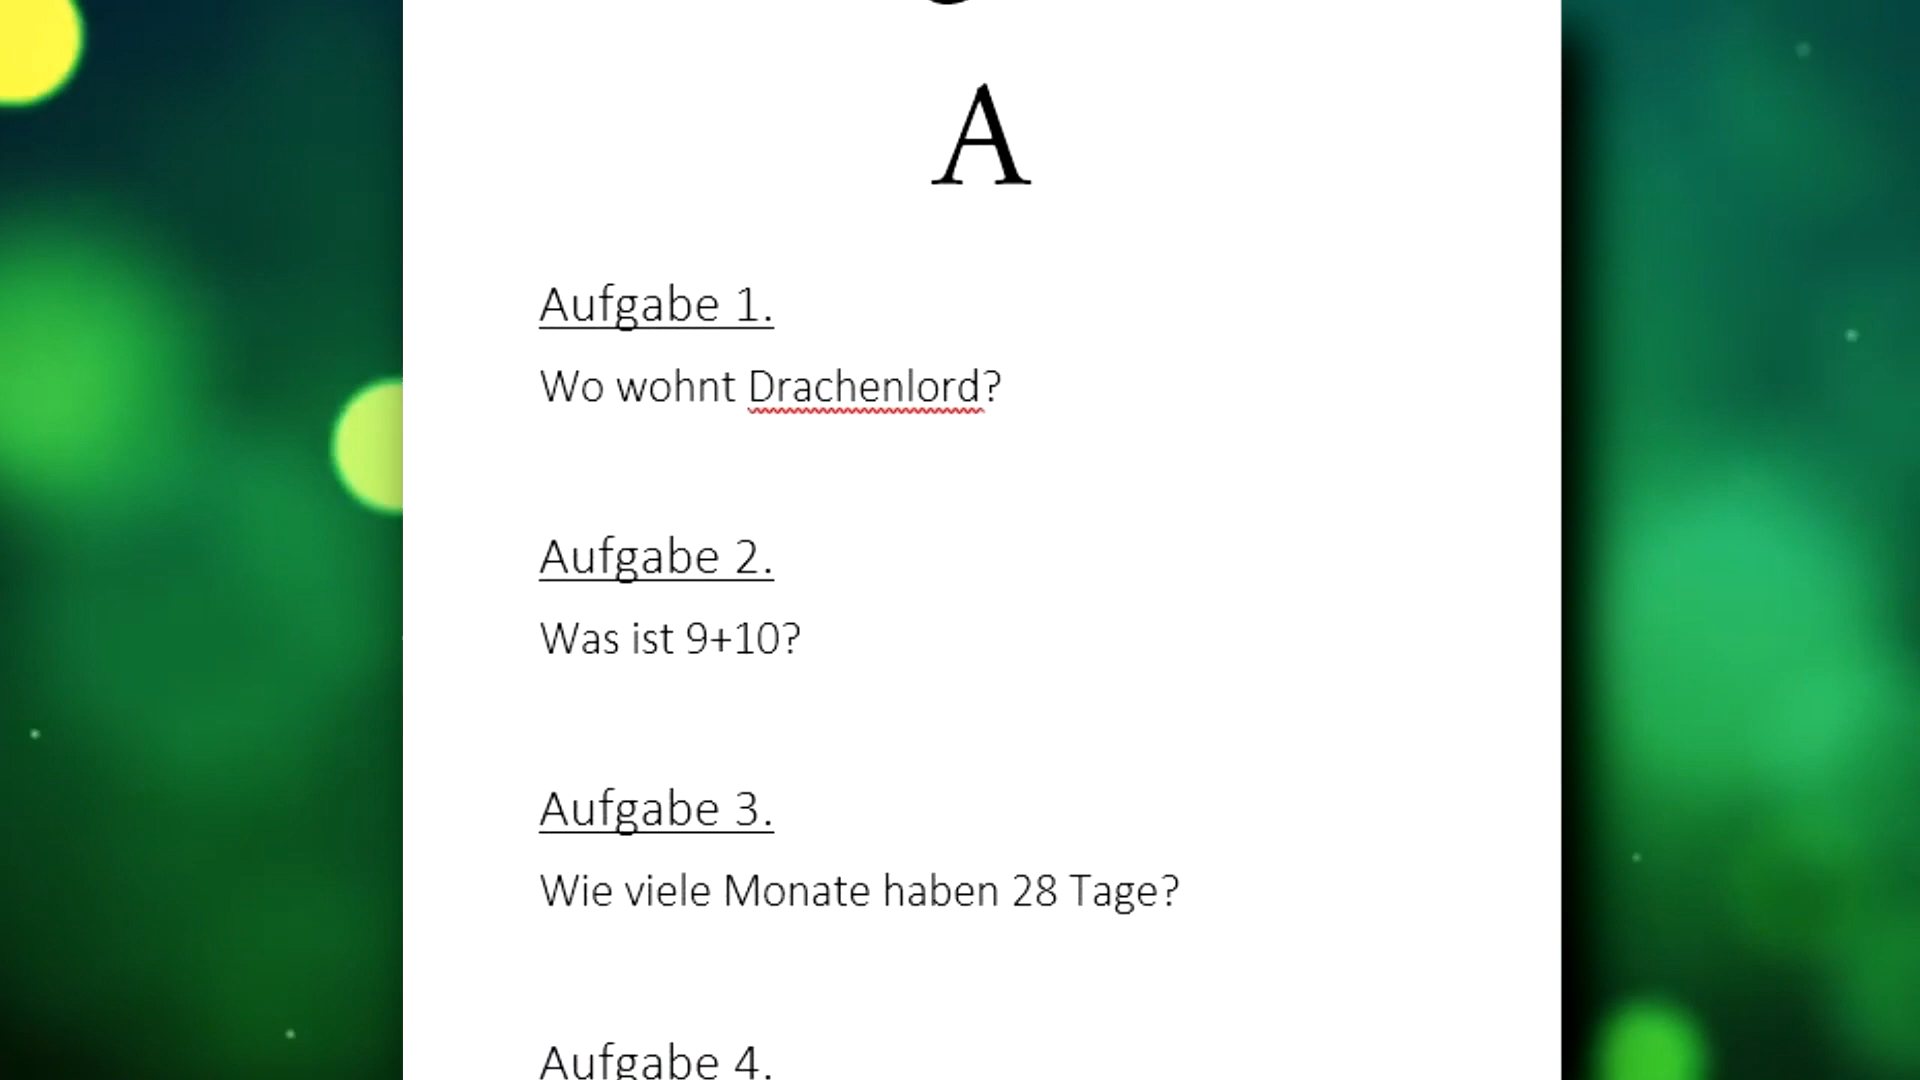 A
Aufgabe 1.
Wo wohnt Drachenlord?
Aufgabe 2.
Was ist 9+10?
Aufgabe 3.
Wie viele Monate haben 28 Tage?
Aufgabe 4.